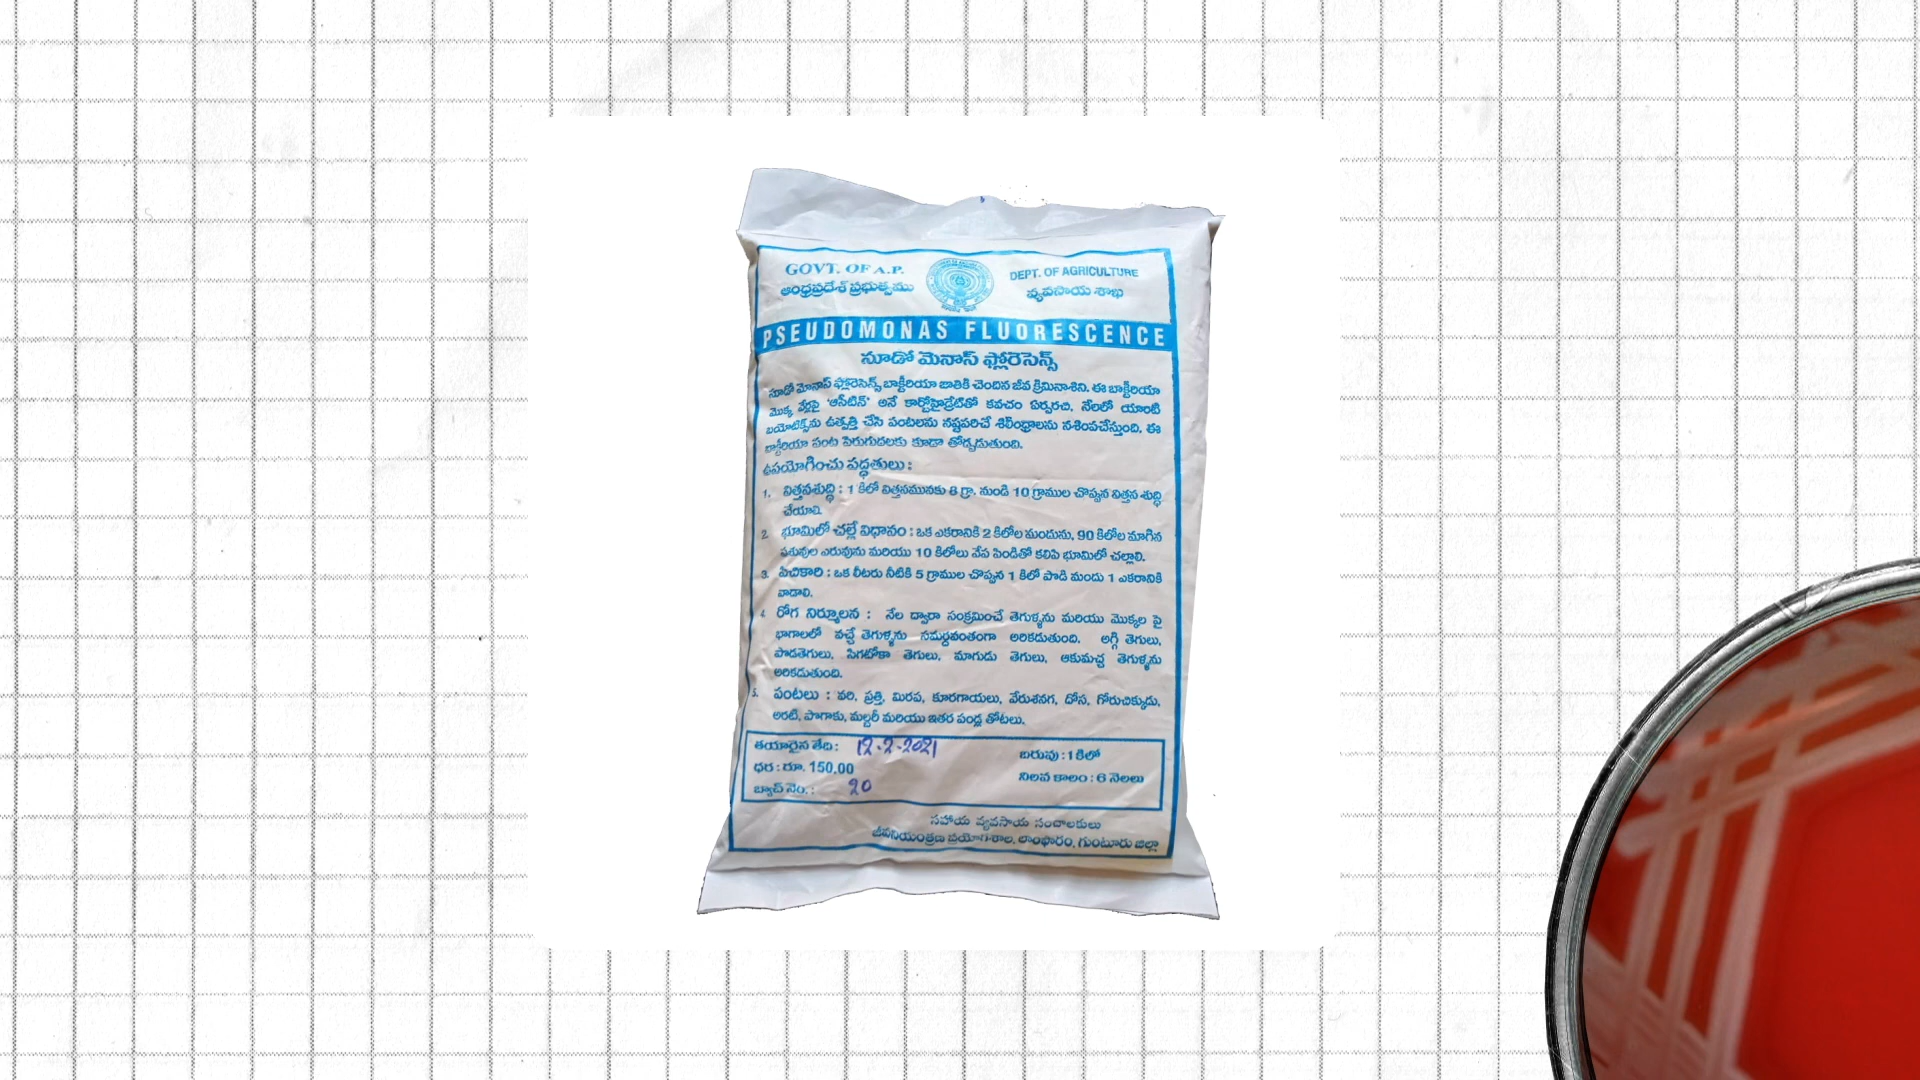 GOVT. OF A.P.
ఆంధ్రప్రదేశ్ ప్రభుత్వము
DEPT. OF AGRICULTURE
వ్యవసాయ శాఖ
PSEUDOMONAS FLUORESCENCE
సూడో మెనాస్ ఫ్లోరెసెన్స్
సూడో మోనాస్ ఫ్లోరెసెన్స్ బాక్టీరియా జాతికి చెందిన జీవ క్రిమినాశిని. ఈ బాక్టీరియా
మొక్క వేర్లపై 'ఆసీటిన్' అనే కార్బోహైడ్రేట్‌తో కవచం ఏర్పరచి, నేలలో యాంటీ
బయోటిక్స్‌ను ఉత్పత్తి చేసి పంటలను నష్టపరిచే శిలీంధ్రాలను నశింపచేస్తుంది. ఈ
బాక్టీరియా పంట పెరుగుదలకు కూడా తోడ్పడుతుంది.
ఉపయోగించు పద్ధతులు :
1. విత్తనశుద్ధి : 1 కిలో విత్తనమునకు 8 గ్రా. నుండి 10 గ్రాముల చొప్పున విత్తన శుద్ధి
చేయాలి.
2. భూమిలో చల్లే విధానం : ఒక ఎకరానికి 2 కిలోల మందును, 90 కిలోల మాగిన
పశువుల ఎరువును మరియు 10 కిలోలు వేప పిండితో కలిపి భూమిలో చల్లాలి.
3. పిచికారి : ఒక లీటరు నీటికి 5 గ్రాముల చొప్పున 1 కిలో పొడి మందు 1 ఎకరానికి
వాడాలి.
4. రోగ నిర్మూలన : నేల ద్వారా సంక్రమించే తెగుళ్ళను మరియు మొక్కల పై
భాగాలలో వచ్చే తెగుళ్ళను సమర్థవంతంగా అరికడుతుంది. అగ్గి తెగులు,
పొడతెగులు, సిగటోకా తెగులు, మాగుడు తెగులు, ఆకుమచ్చ తెగుళ్ళను
అరికడుతుంది.
5. పంటలు : వరి, ప్రత్తి, మిరప, కూరగాయలు, వేరుశనగ, దోస, గోరుచిక్కుడు,
అరటి, పొగాకు, మల్బరీ మరియు ఇతర పండ్ల తోటలు.
తయారైన తేది : 12-2-2021
బరువు : 1 కిలో
ధర : రూ. 150.00
నిలవ కాలం : 6 నెలలు
బ్యాచ్ నెం. : 20
సహాయ వ్యవసాయ సంచాలకులు
జీవనియంత్రణ ప్రయోగశాల, లాంఫారం, గుంటూరు జిల్లా